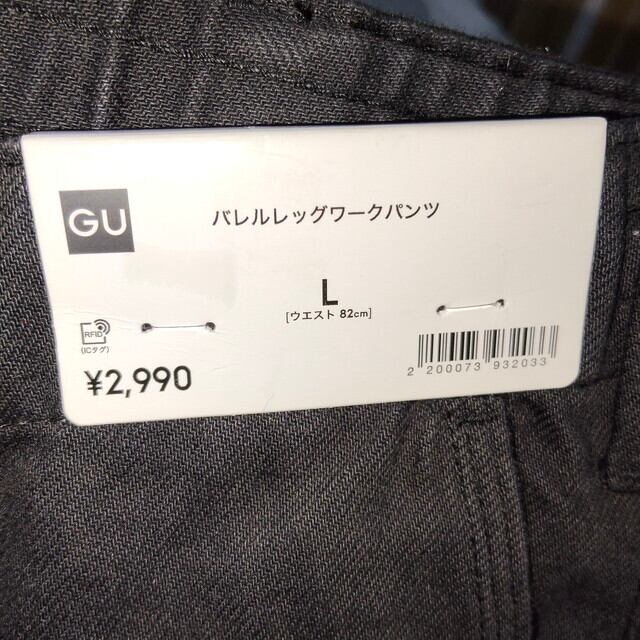 GU
バレルレッグワークパンツ
L
[ウエスト 82cm]
RFID
(ICタグ)
¥2,990
2 200073 932033